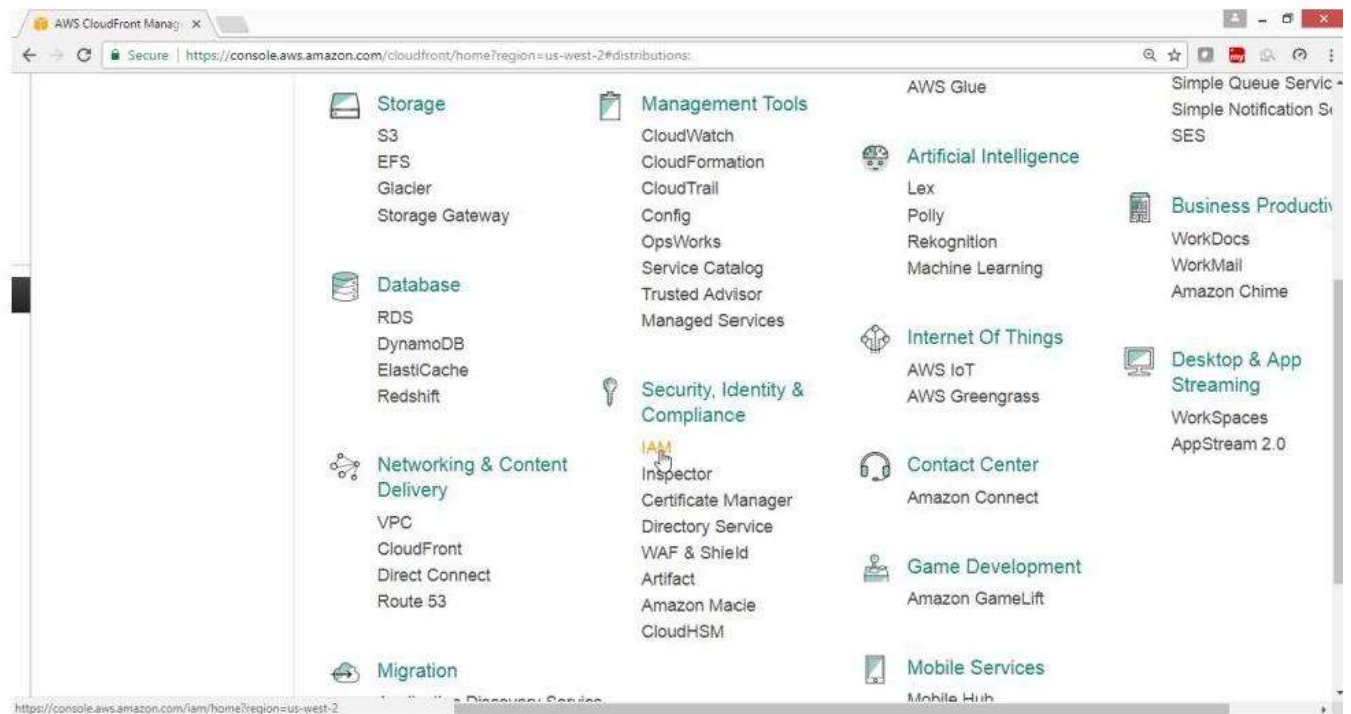 AWS CloudFront Manag
Secure | https://console.aws.amazon.com/cloudfront/home?region=us-west-2#distributions:
my
Storage
S3
EFS
Glacier
Storage Gateway
Database
RDS
DynamoDB
ElastiCache
Redshift
Networking & Content
Delivery
VPC
CloudFront
Direct Connect
Route 53
Migration
Management Tools
CloudWatch
CloudFormation
CloudTrail
Config
OpsWorks
Service Catalog
Trusted Advisor
Managed Services
Security, Identity &
Compliance
IAM
Inspector
Certificate Manager
Directory Service
WAF & Shield
Artifact
Amazon Macie
CloudHSM
AWS Glue
Artificial Intelligence
Lex
Polly
Rekognition
Machine Learning
Internet Of Things
AWS IoT
AWS Greengrass
Contact Center
Amazon Connect
Game Development
Amazon GameLift
Mobile Services
Mobile Hub
Simple Queue Servic
Simple Notification Se
SES
Business Productiv
WorkDocs
WorkMail
Amazon Chime
Desktop & App
Streaming
WorkSpaces
AppStream 2.0
https://console.aws.amazon.com/iam/home?region=us-west-2